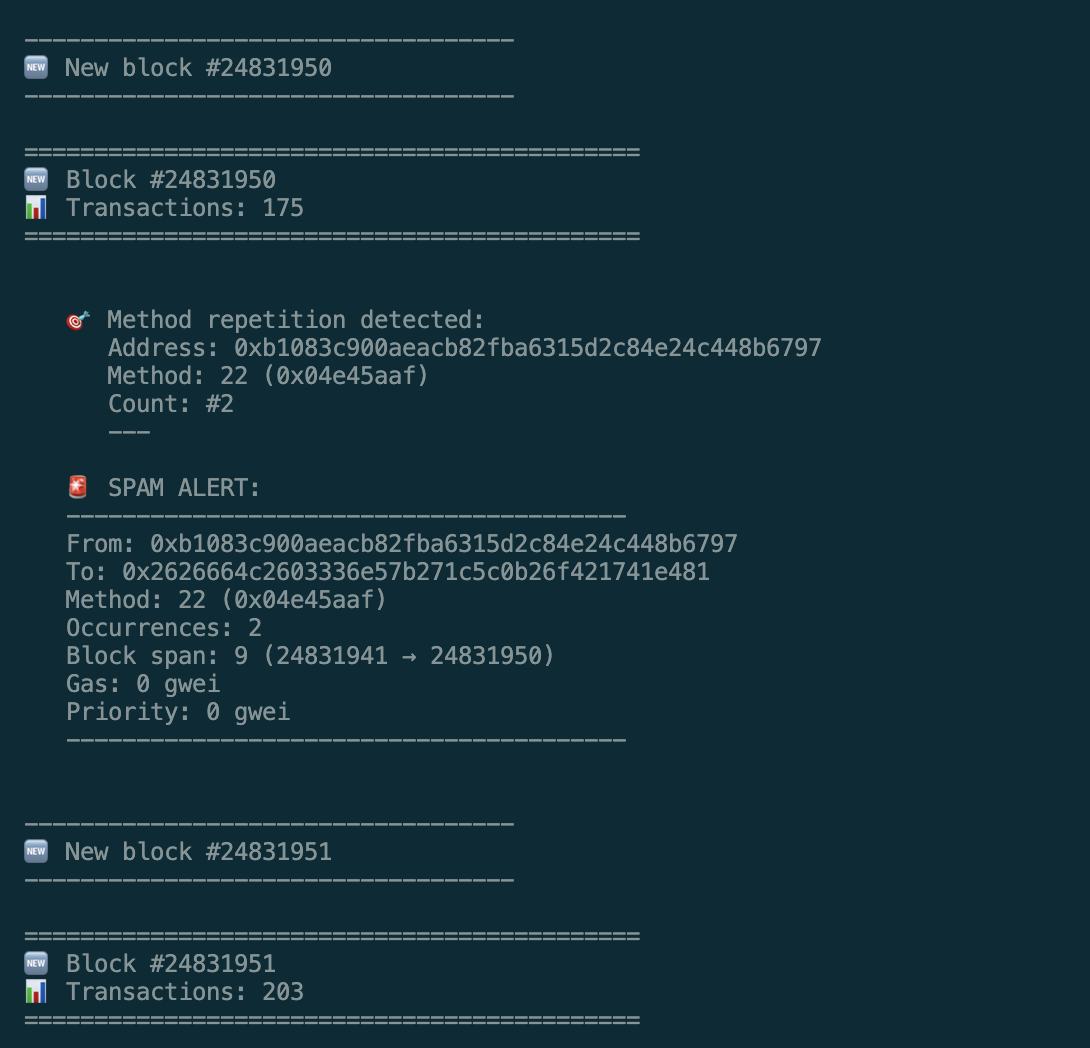 ─────────────────────────────────
🆕 New block #24831950
─────────────────────────────────
════════════════════════════════════════════
🆕 Block #24831950
📊 Transactions: 175
════════════════════════════════════════════
🎯 Method repetition detected:
Address: 0xb1083c900aeacb82fba6315d2c84e24c448b6797
Method: 22 (0x04e45aaf)
Count: #2
───
🚨 SPAM ALERT:
────────────────────────────────────────
From: 0xb1083c900aeacb82fba6315d2c84e24c448b6797
To: 0x2626664c2603336e57b271c5c0b26f421741e481
Method: 22 (0x04e45aaf)
Occurrences: 2
Block span: 9 (24831941 → 24831950)
Gas: 0 gwei
Priority: 0 gwei
────────────────────────────────────────
───────────────────────────────────
🆕 New block #24831951
───────────────────────────────────
════════════════════════════════════════════
🆕 Block #24831951
📊 Transactions: 203
════════════════════════════════════════════